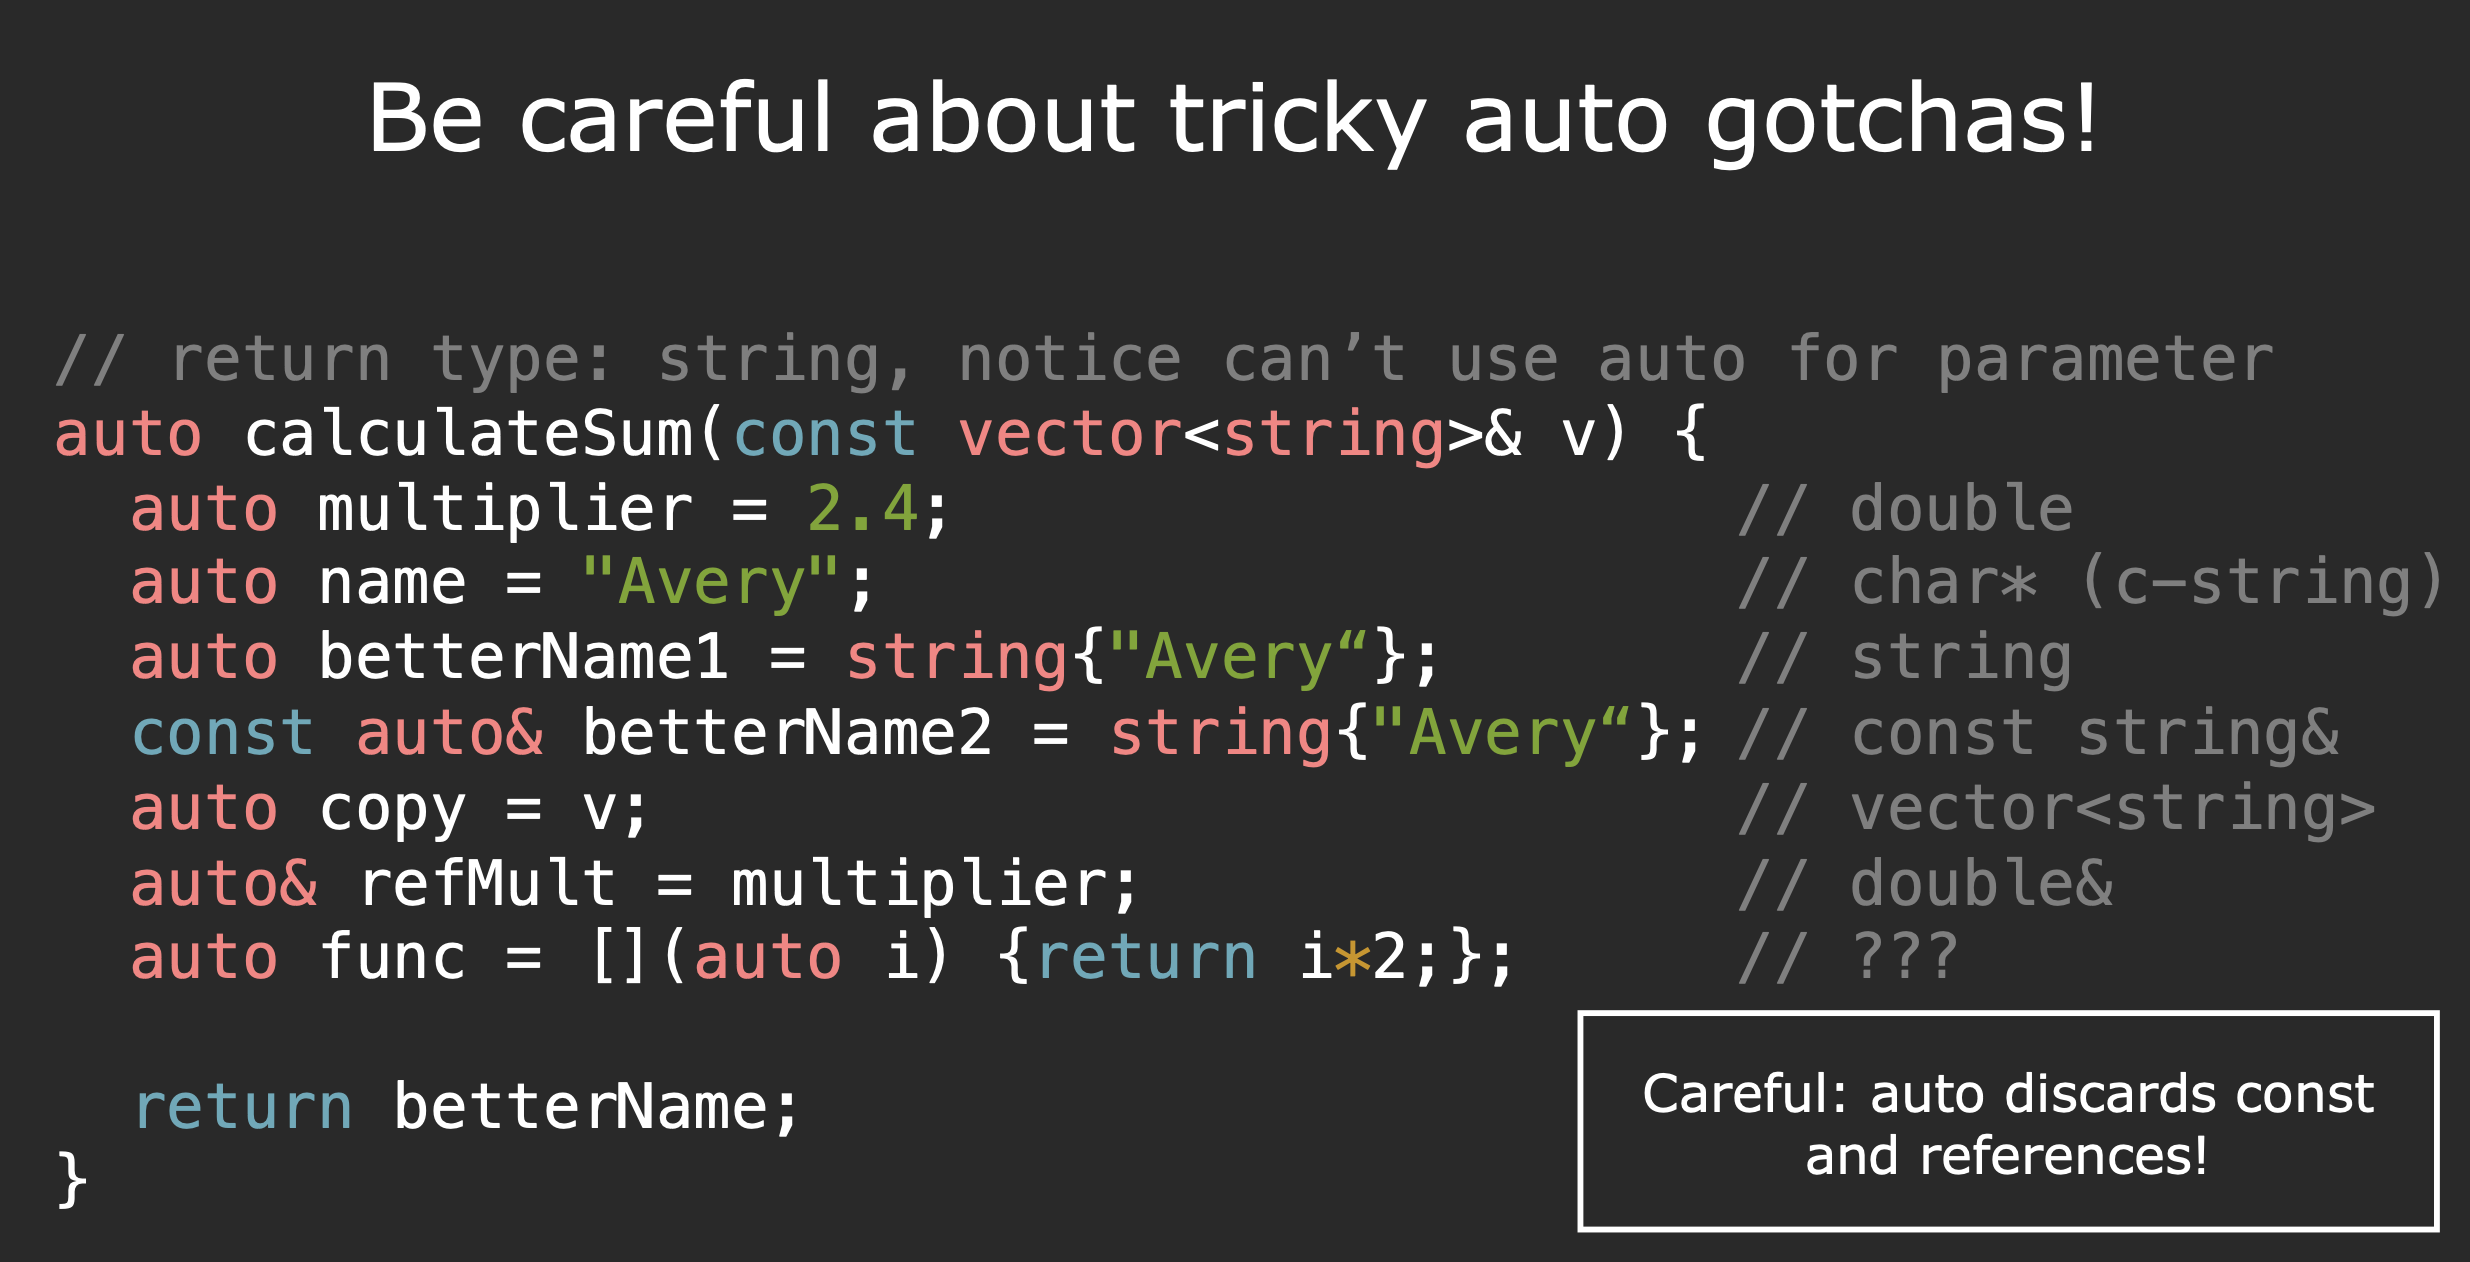 Be careful about tricky auto gotchas!
// return type: string, notice can’t use auto for parameter
auto calculateSum(const vector<string>& v) {
  auto multiplier = 2.4;                     // double
  auto name = "Avery";                       // char* (c-string)
  auto betterName1 = string{"Avery“};        // string
  const auto& betterName2 = string{"Avery“}; // const string&
  auto copy = v;                             // vector<string>
  auto& refMult = multiplier;                // double&
  auto func = [](auto i) {return i*2;};      // ???
  return betterName;
}
Careful: auto discards const
and references!